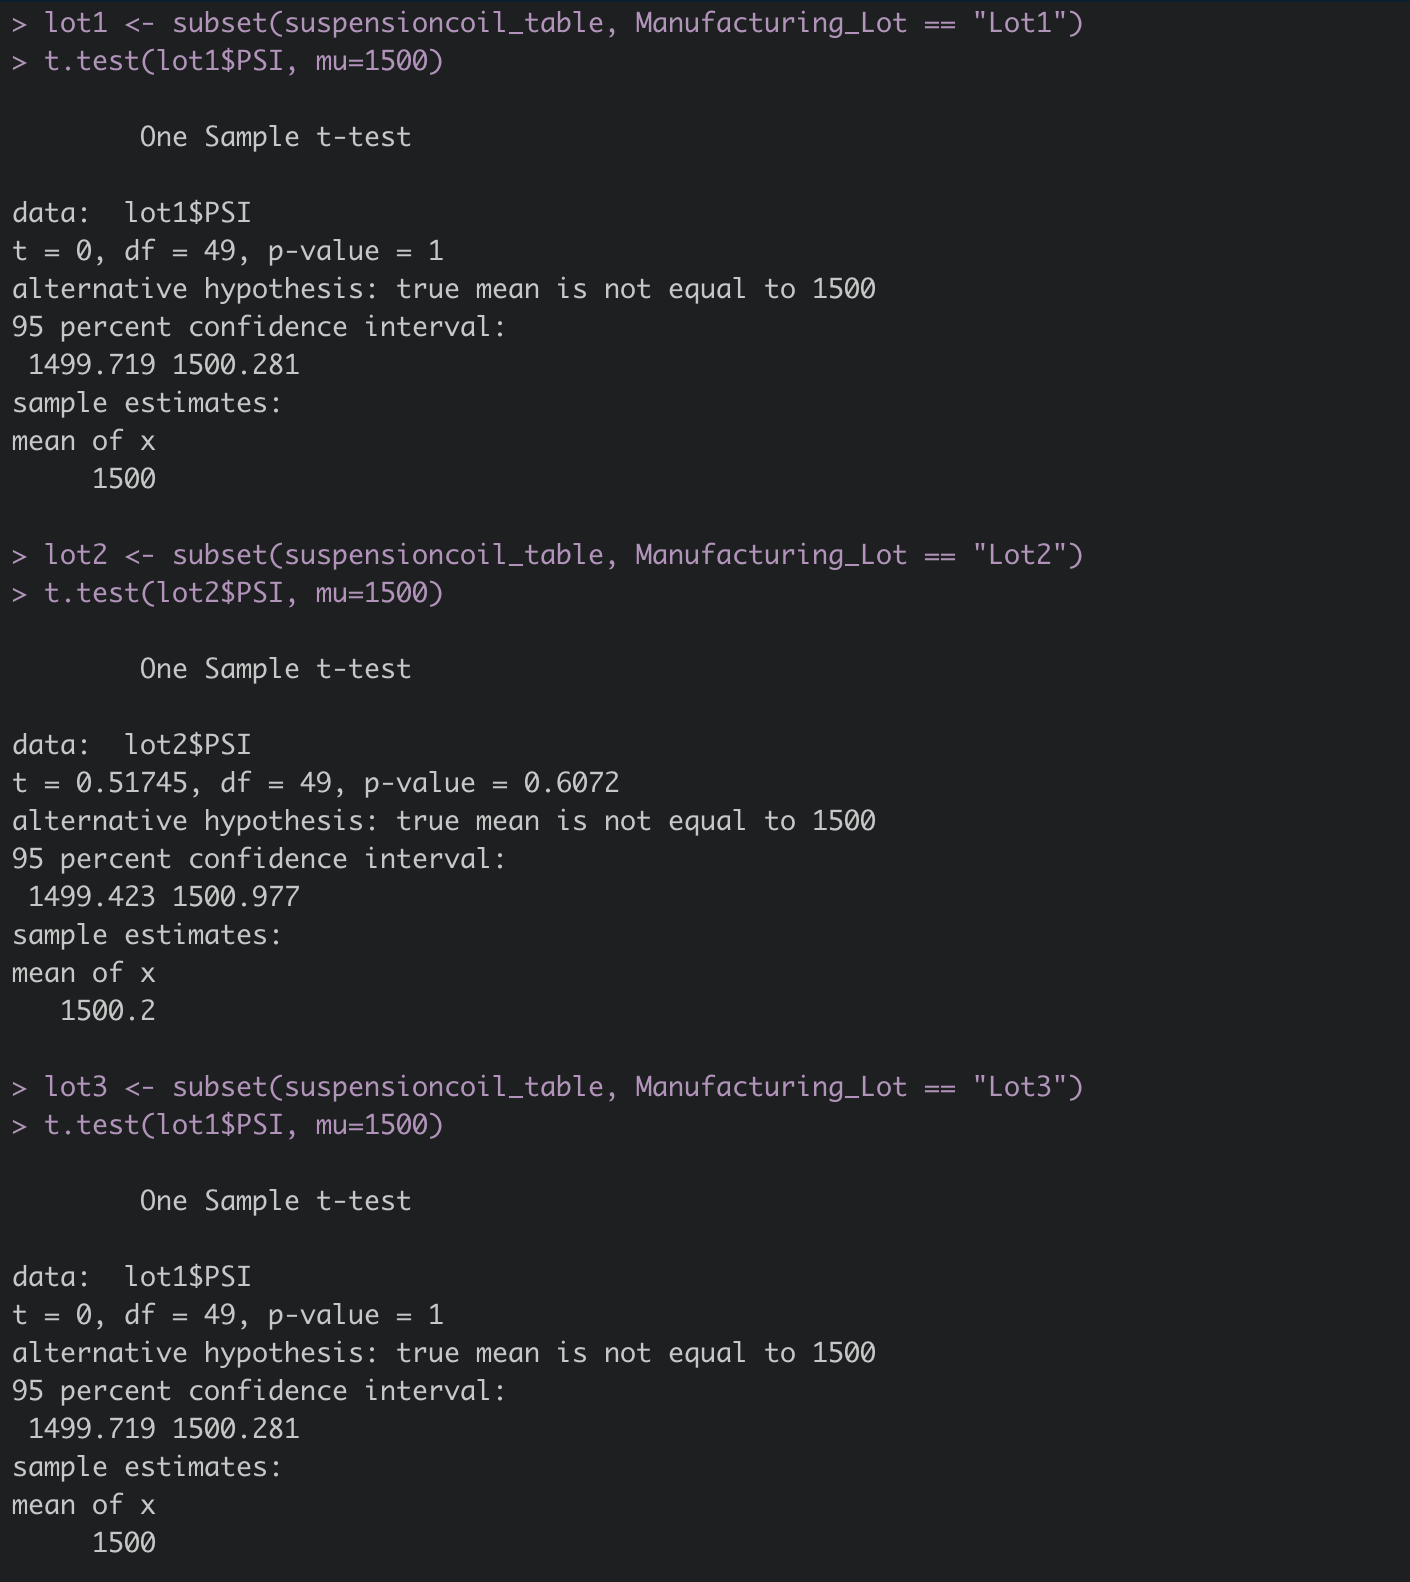 > lot1 <- subset(suspensioncoil_table, Manufacturing_Lot == "Lot1")
> t.test(lot1$PSI, mu=1500)
One Sample t-test
data:  lot1$PSI
t = 0, df = 49, p-value = 1
alternative hypothesis: true mean is not equal to 1500
95 percent confidence interval:
1499.719 1500.281
sample estimates:
mean of x
1500
> lot2 <- subset(suspensioncoil_table, Manufacturing_Lot == "Lot2")
> t.test(lot2$PSI, mu=1500)
One Sample t-test
data:  lot2$PSI
t = 0.51745, df = 49, p-value = 0.6072
alternative hypothesis: true mean is not equal to 1500
95 percent confidence interval:
1499.423 1500.977
sample estimates:
mean of x
1500.2
> lot3 <- subset(suspensioncoil_table, Manufacturing_Lot == "Lot3")
> t.test(lot1$PSI, mu=1500)
One Sample t-test
data:  lot1$PSI
t = 0, df = 49, p-value = 1
alternative hypothesis: true mean is not equal to 1500
95 percent confidence interval:
1499.719 1500.281
sample estimates:
mean of x
1500